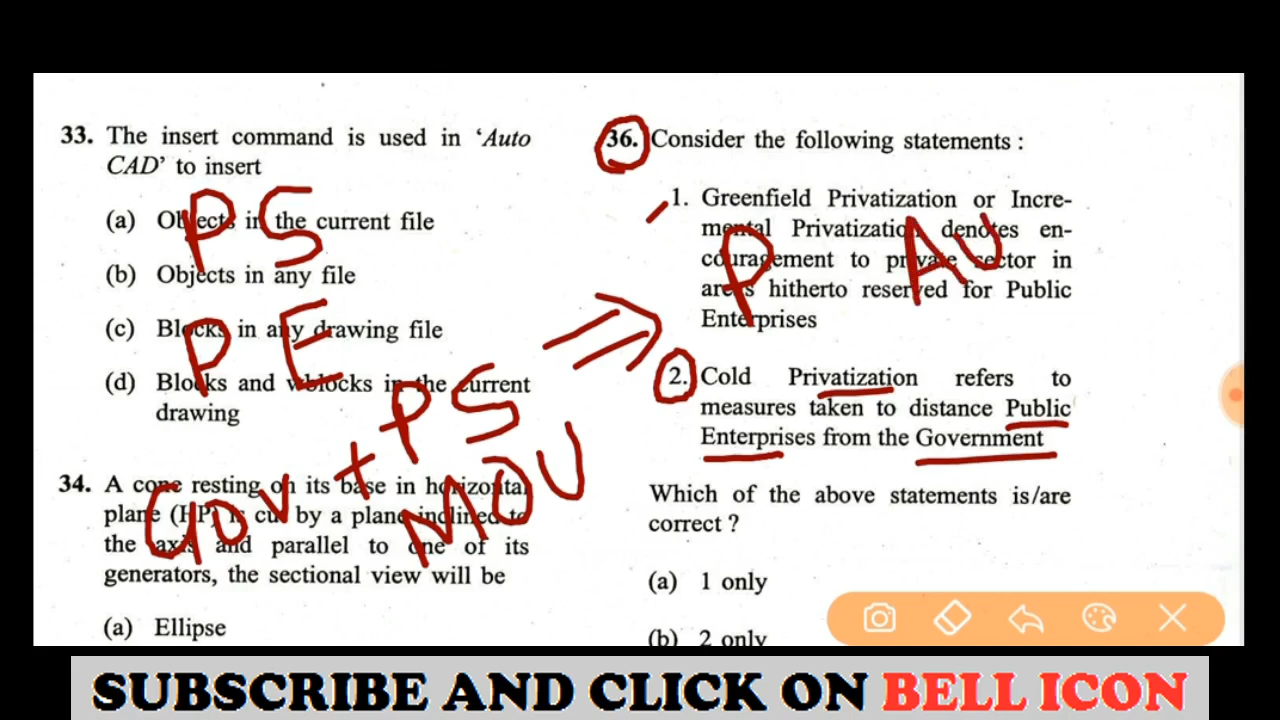 33. The insert command is used in 'Auto
CAD' to insert
(a) Objects in the current file
(b) Objects in any file
(c) Blocks in any drawing file
(d) Blocks and wblocks in the current
drawing
34. A cone resting on its base in horizontal
plane (HP) is cut by a plane inclined to
the axis and parallel to one of its
generators, the sectional view will be
(a) Ellipse
PS
PE
GOV + PS
MOU
36. Consider the following statements :
1. Greenfield Privatization or Incre-
mental Privatization denotes en-
couragement to private sector in
areas hitherto reserved for Public
Enterprises
2. Cold Privatization refers to
measures taken to distance Public
Enterprises from the Government
Which of the above statements is/are
correct ?
(a) 1 only
(b) 2 only
P AU
SUBSCRIBE AND CLICK ON BELL ICON